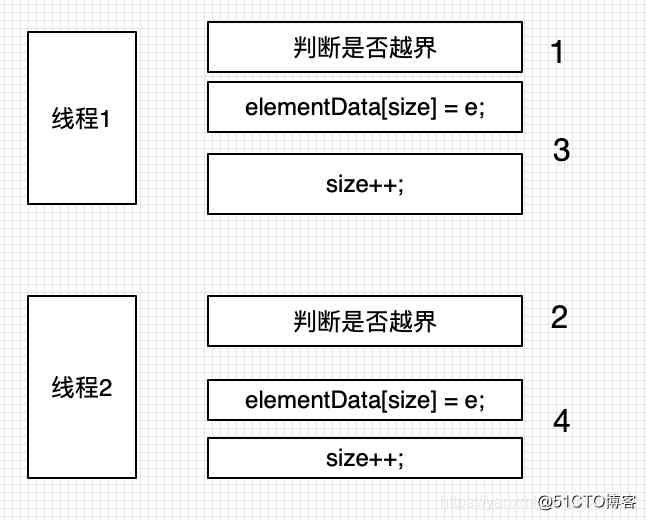 线程1
判断是否越界
1
elementData[size] = e;
3
size++;
线程2
判断是否越界
2
elementData[size] = e;
4
size++;
@51CTO博客